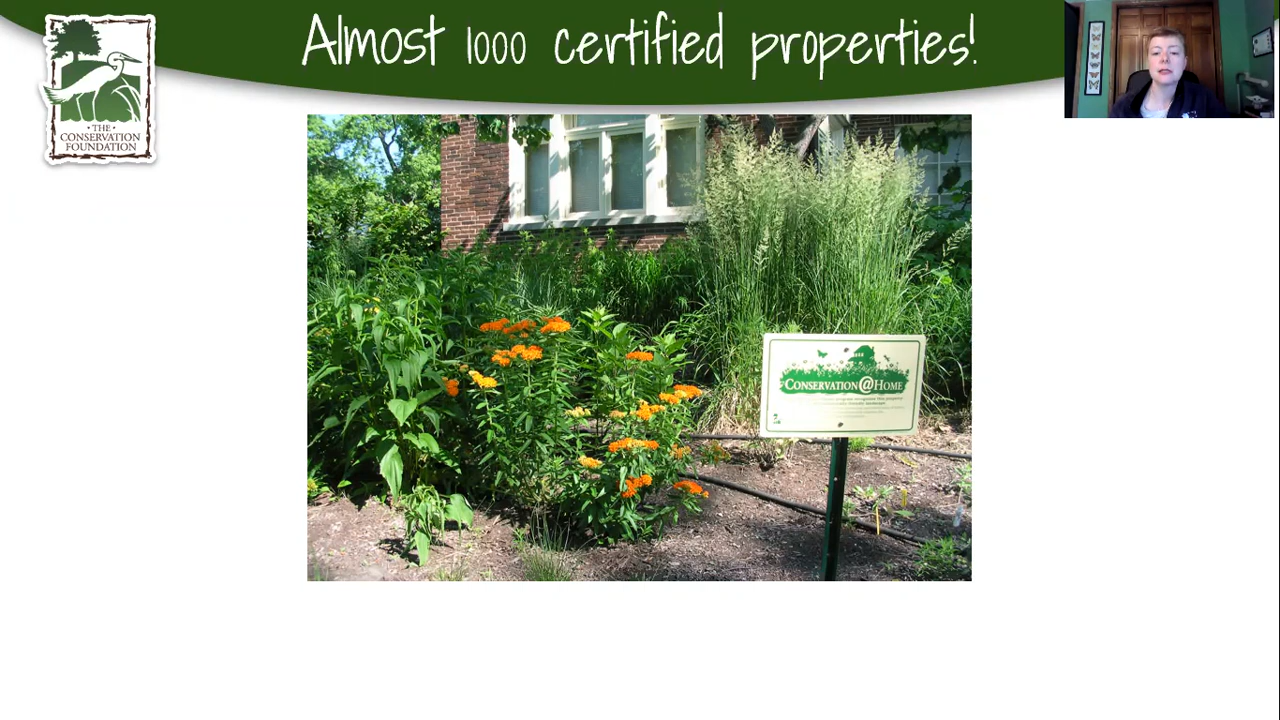 Almost 1000 certified properties!
• THE •
CONSERVATION
FOUNDATION
CONSERVATION@HOME